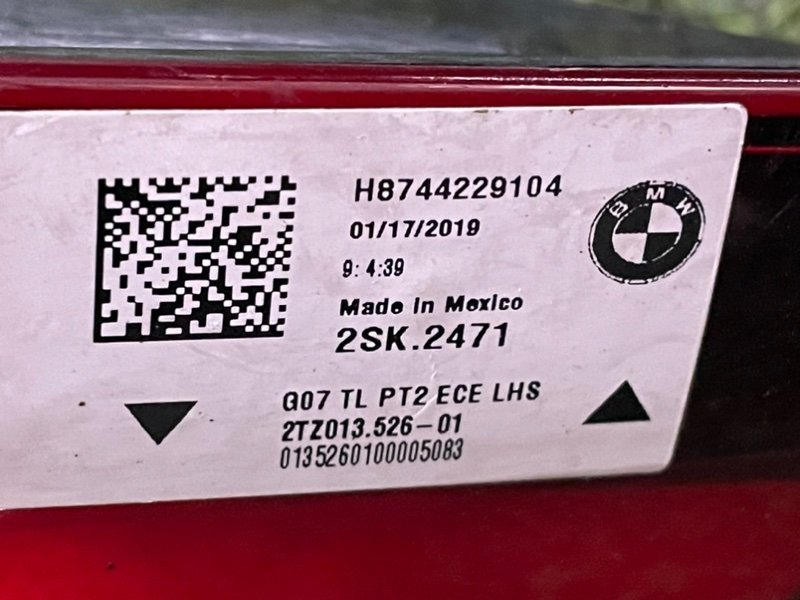 H8744229104
01/17/2019
9: 4:39
Made in Mexico
2SK.2471
BMW
G07 TL PT2 ECE LHS
2TZ013.526-01
0135260100005083